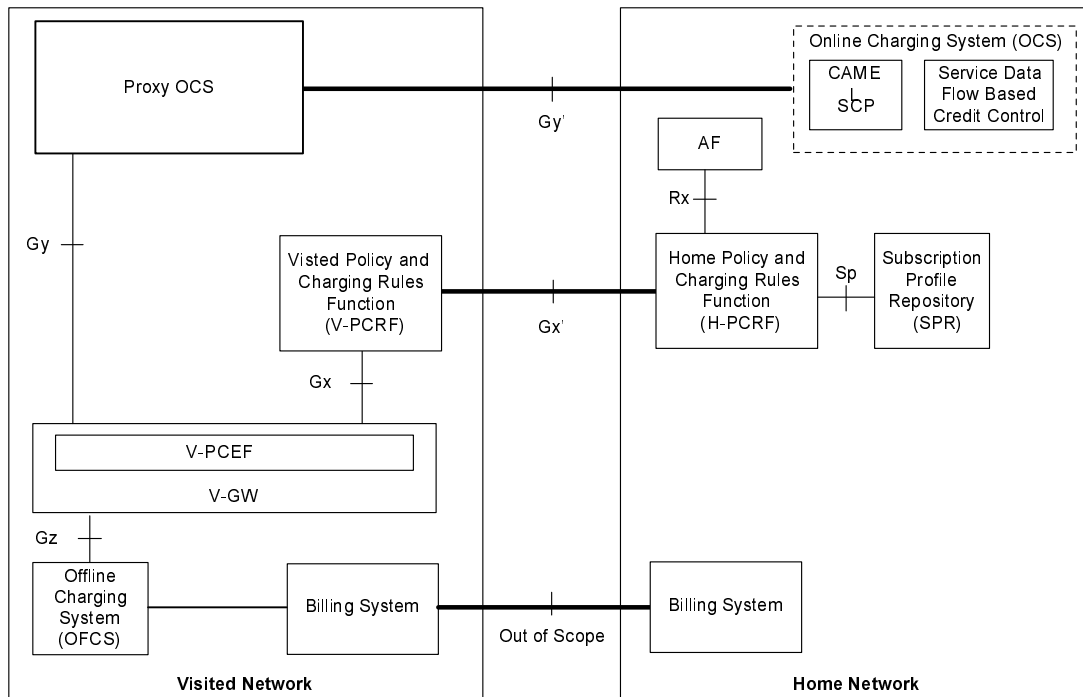 Online Charging System (OCS)
Proxy OCS
CAME
L
SCP
Service Data
Flow Based
Credit Control
Gy'
AF
Rx
Gy
Visted Policy and
Charging Rules
Function
(V-PCRF)
Home Policy and
Charging Rules
Function
(H-PCRF)
Sp
Subscription
Profile
Repository
(SPR)
Gx'
Gx
V-PCEF
V-GW
Gz
Offline
Charging
System
(OFCS)
Billing System
Billing System
Out of Scope
Visited Network
Home Network